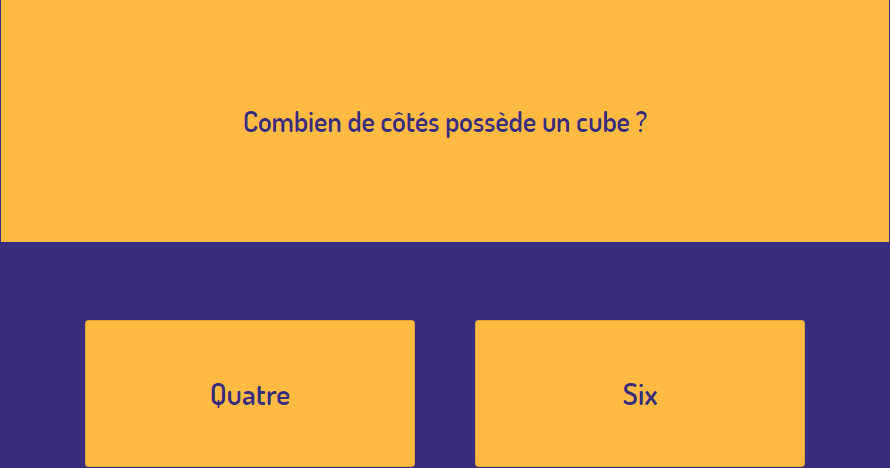 Combien de côtés possède un cube ?
Quatre
Six